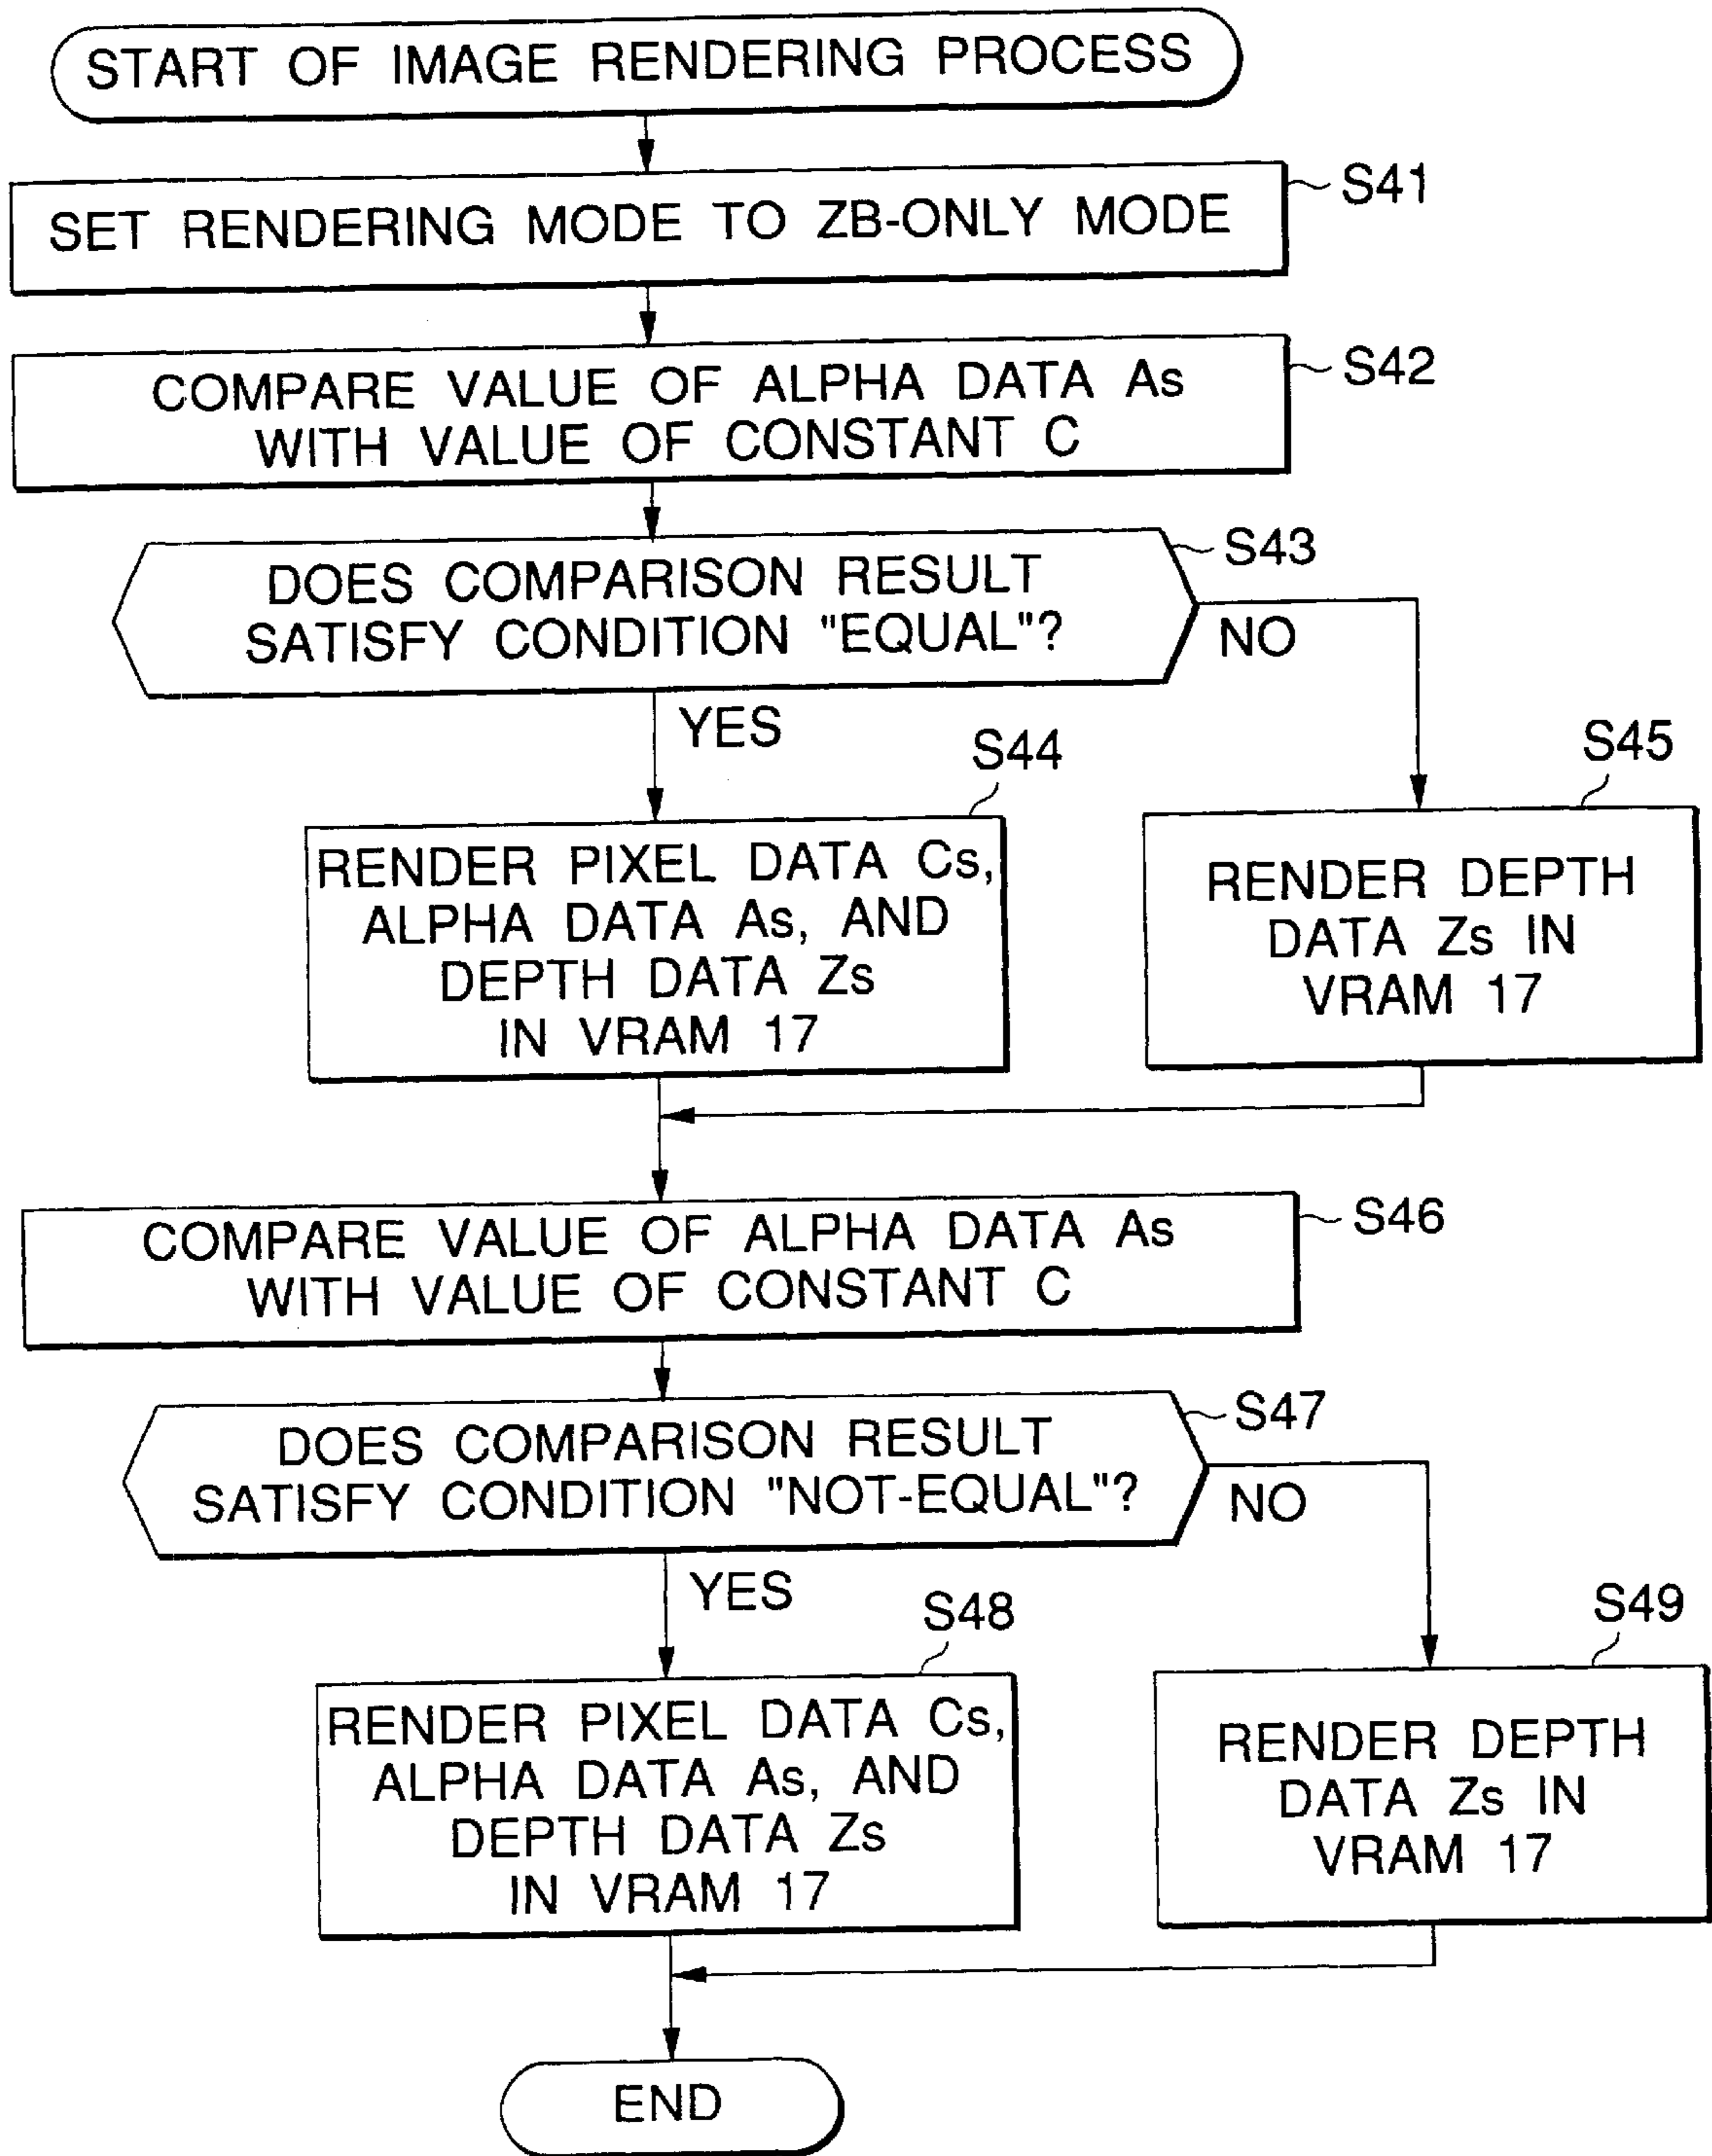 START OF IMAGE RENDERING PROCESS
S41
SET RENDERING MODE TO ZB-ONLY MODE
S42
COMPARE VALUE OF ALPHA DATA As
WITH VALUE OF CONSTANT C
S43
DOES COMPARISON RESULT
SATISFY CONDITION "EQUAL"?
NO
YES
S44
RENDER PIXEL DATA Cs,
ALPHA DATA As, AND
DEPTH DATA Zs
IN VRAM 17
S45
RENDER DEPTH
DATA Zs IN
VRAM 17
S46
COMPARE VALUE OF ALPHA DATA As
WITH VALUE OF CONSTANT C
S47
DOES COMPARISON RESULT
SATISFY CONDITION "NOT-EQUAL"?
NO
YES
S48
RENDER PIXEL DATA Cs,
ALPHA DATA As, AND
DEPTH DATA Zs
IN VRAM 17
S49
RENDER DEPTH
DATA Zs IN
VRAM 17
END